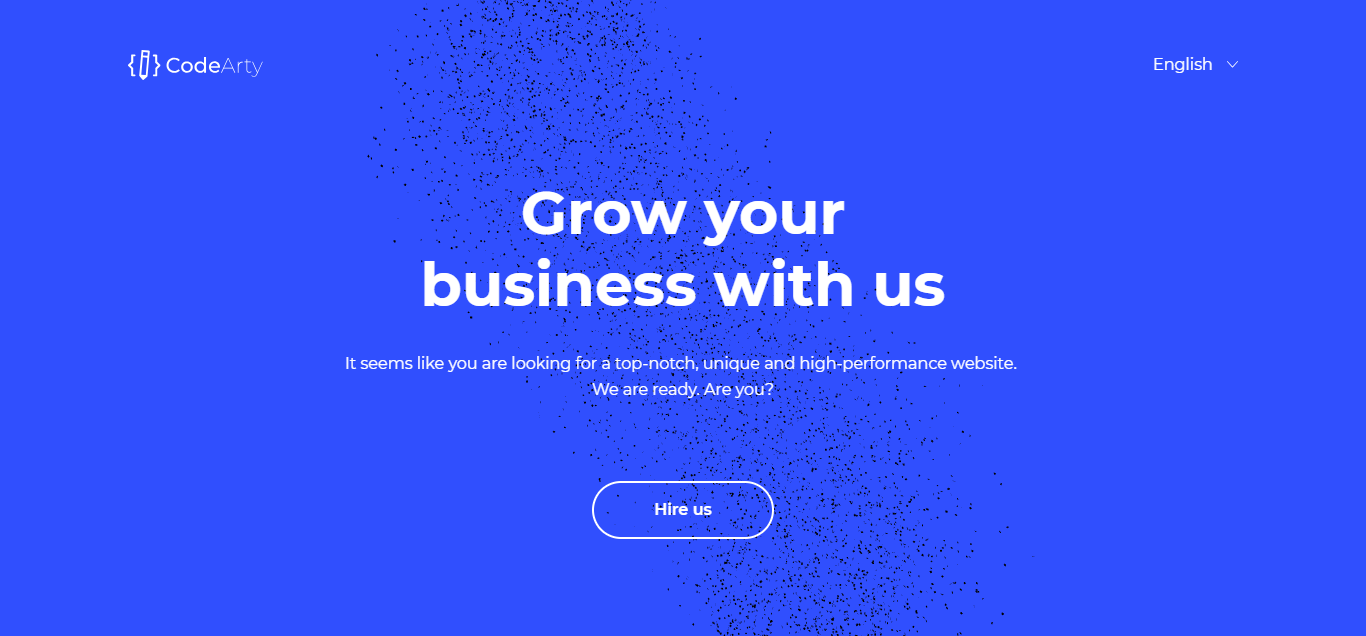 CodeArty
English
Grow your
business with us
It seems like you are looking for a top-notch, unique and high-performance website.
We are ready. Are you?
Hire us